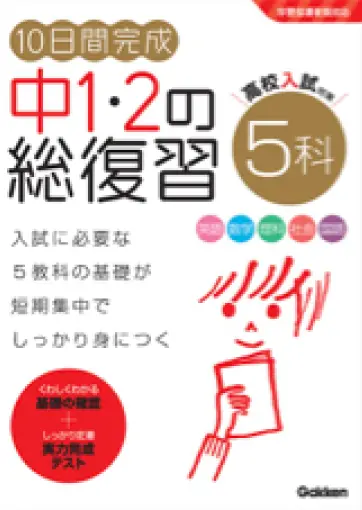 10日間完成
中1・2の
総復習
高校入試対策
5科
英語 数学 理科 社会 国語
入試に必要な
5教科の基礎が
短期集中で
しっかり身につく
くわしくわかる
基礎の確認
+
しっかり定着
実力完成
テスト
Gakken